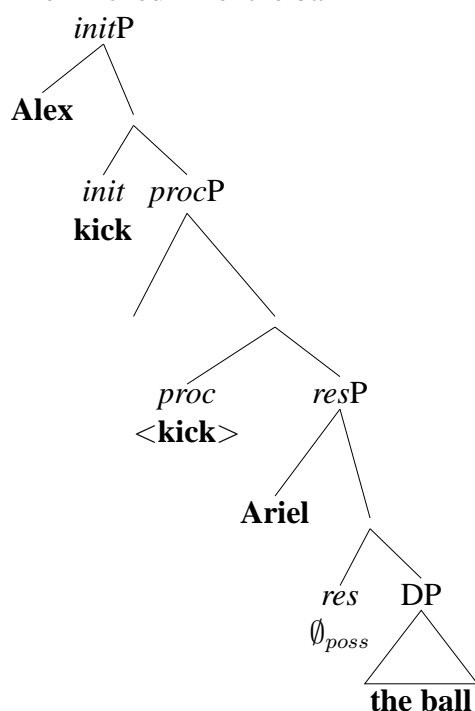 initP
Alex
init procP
kick
proc resP
<kick>
Ariel
res DP
∅poss
the ball